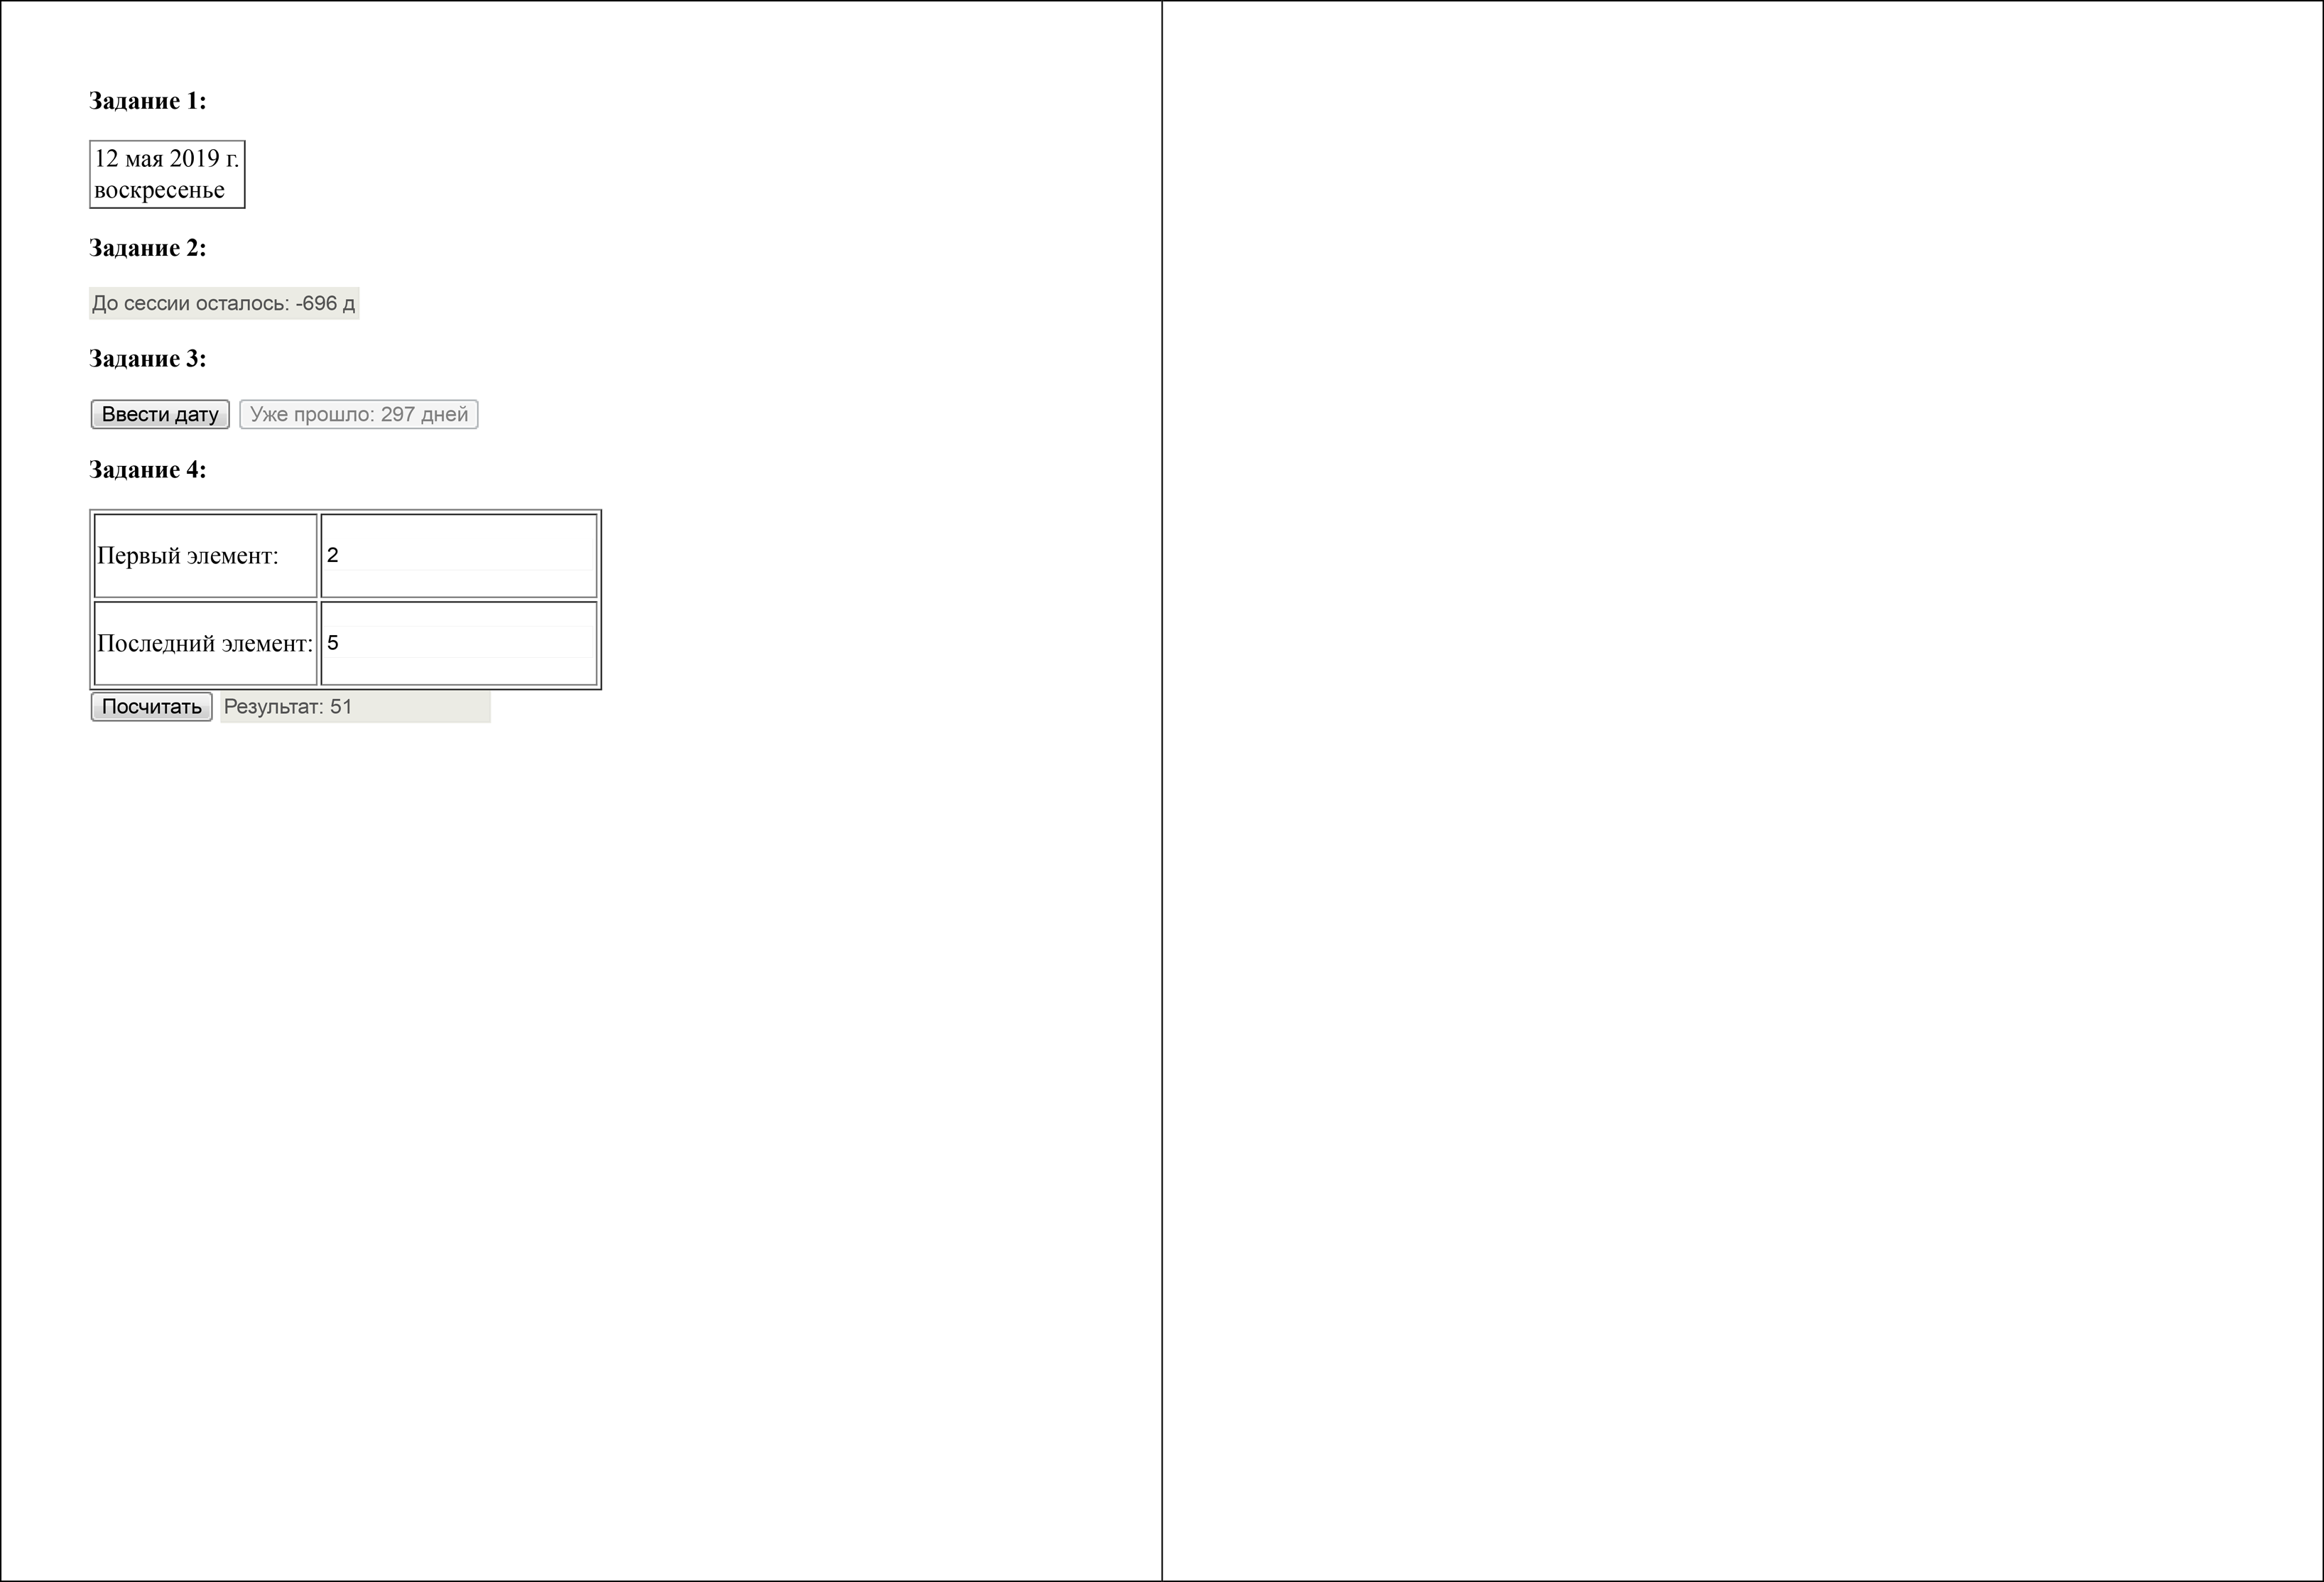 Задание 1:
12 мая 2019 г.
воскресенье
Задание 2:
До сессии осталось: -696 д
Задание 3:
Ввести дату Уже прошло: 297 дней
Задание 4:
Первый элемент: 2
Последний элемент: 5
Посчитать Результат: 51